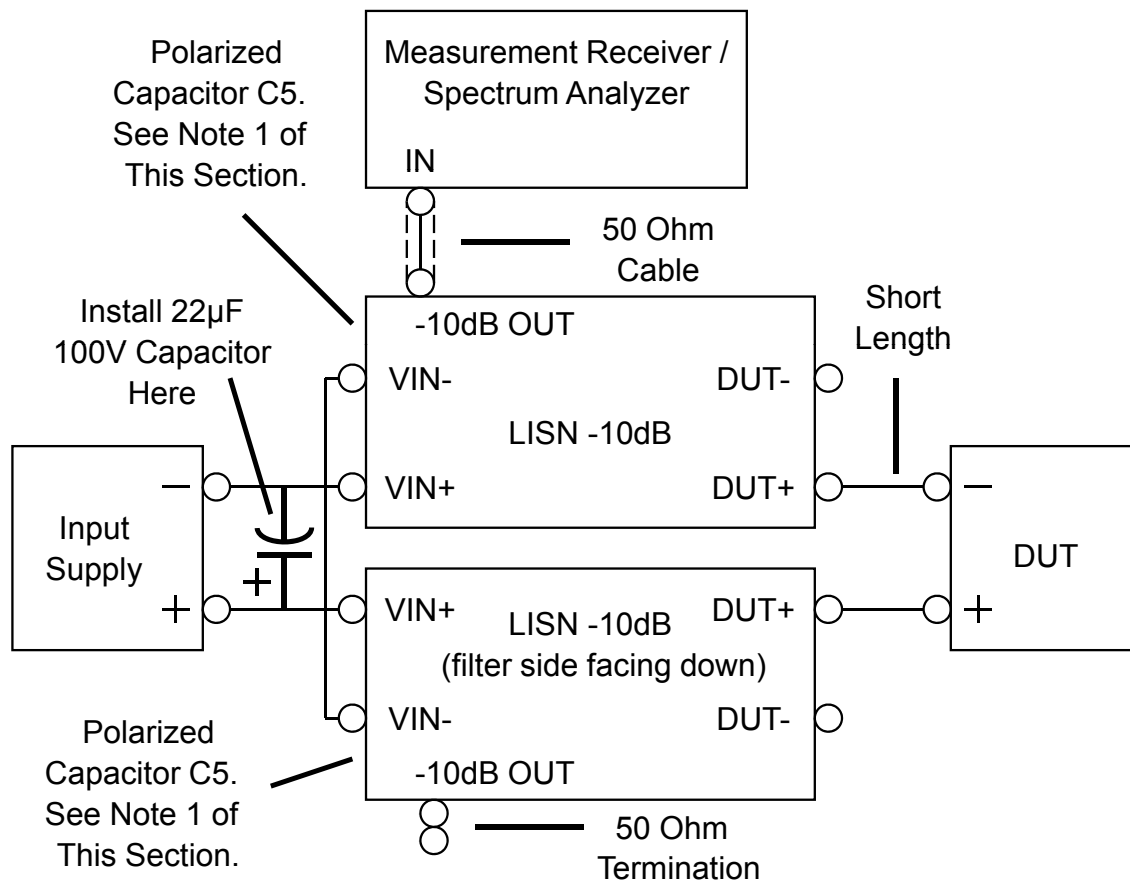 Polarized
Capacitor C5.
See Note 1 of
This Section.
Measurement Receiver /
Spectrum Analyzer
IN
50 Ohm
Cable
Install 22µF
100V Capacitor
Here
-10dB OUT
Short
Length
VIN-
DUT-
LISN -10dB
VIN+
DUT+
Input
Supply
−
+
+
−
+
DUT
VIN+
LISN -10dB
(filter side facing down)
DUT+
VIN-
DUT-
-10dB OUT
Polarized
Capacitor C5.
See Note 1 of
This Section.
50 Ohm
Termination